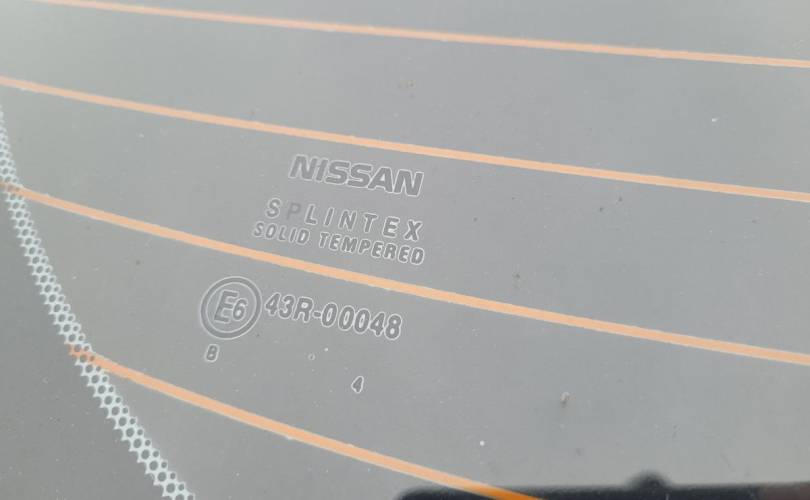 NISSAN
SPLINTEX
SOLID TEMPERED
E6 43R-00048
B
4